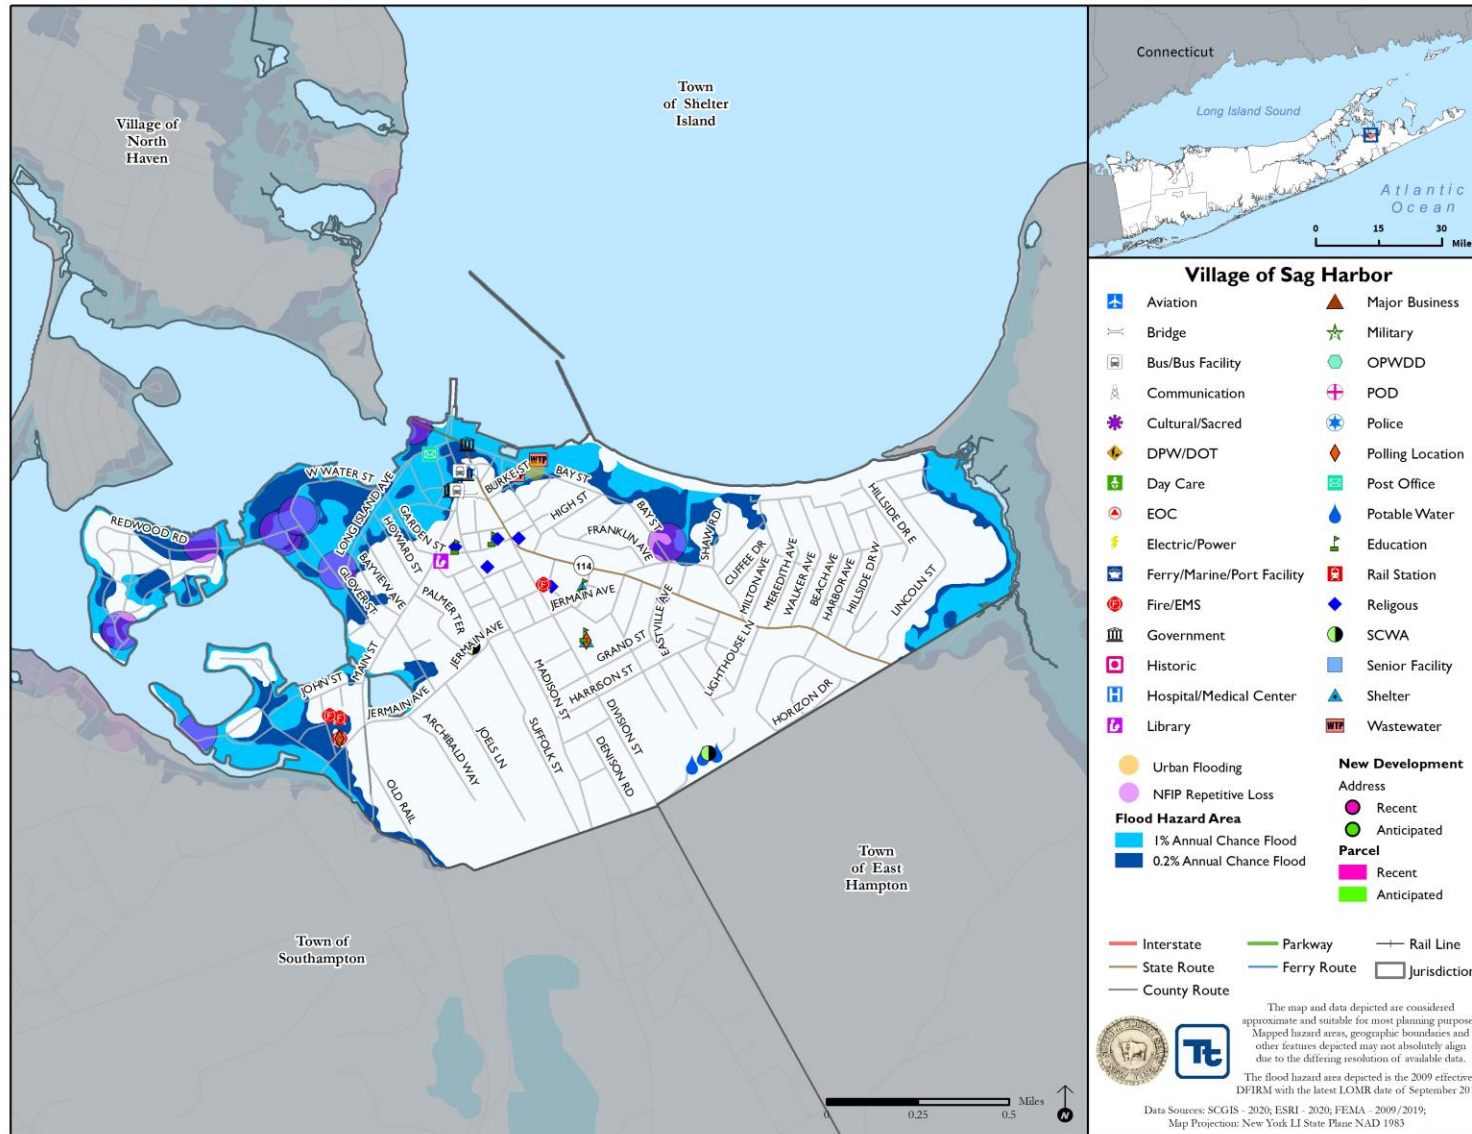 Village of
North
Haven
Town
of Shelter
Island
Town
of East
Hampton
Town of
Southampton
REDWOOD RD
W WATER ST
LONG ISLAND AVE
GLOVER ST
BAYVIEW AVE
HOWARD ST
GARDEN ST
PALMER TER
MAIN ST
JOHN ST
JERMAIN AVE
JERMAIN AVE
JERMAIN AVE
BURKE ST
BAY ST
BAY ST
HIGH ST
FRANKLIN AVE
114
EASTVILLE AVE
GRAND ST
HARRISON ST
MADISON ST
DIVISION ST
SUFFOLK ST
DENISON RD
JOELS LN
ARCHIBALD WAY
OLD RAIL
LIGHTHOUSE LN
HORIZON DR
CUFFEE DR
MILTON AVE
MEREDITH AVE
WALKER AVE
BEACH AVE
HARBOR AVE
HILLSIDE DR W
HILLSIDE DR E
LINCOLN ST
WTP
0.25
0.5
Miles
N
Connecticut
Long Island Sound
Atlantic
Ocean
0 15 30
Mile
Village of Sag Harbor
Aviation
Bridge
Bus/Bus Facility
Communication
Cultural/Sacred
DPW/DOT
Day Care
EOC
Electric/Power
Ferry/Marine/Port Facility
Fire/EMS
Government
Historic
Hospital/Medical Center
Library
Major Business
Military
OPWDD
POD
Police
Polling Location
Post Office
Potable Water
Education
Rail Station
Religous
SCWA
Senior Facility
Shelter
WTP Wastewater
Urban Flooding
NFIP Repetitive Loss
Flood Hazard Area
1% Annual Chance Flood
0.2% Annual Chance Flood
New Development
Address
Recent
Anticipated
Parcel
Recent
Anticipated
Interstate
State Route
County Route
Parkway
Ferry Route
Rail Line
Jurisdiction
Tt
The map and data depicted are considered
approximate and suitable for most planning purpose
Mapped hazard areas, geographic boundaries and
other features depicted may not absolutely align
due to the differing resolution of available data.
The flood hazard area depicted is the 2009 effective
DFIRM with the latest LOMR date of September 20
Data Sources: SCGIS - 2020; ESRI - 2020; FEMA - 2009/2019;
Map Projection: New York LI State Plane NAD 1983